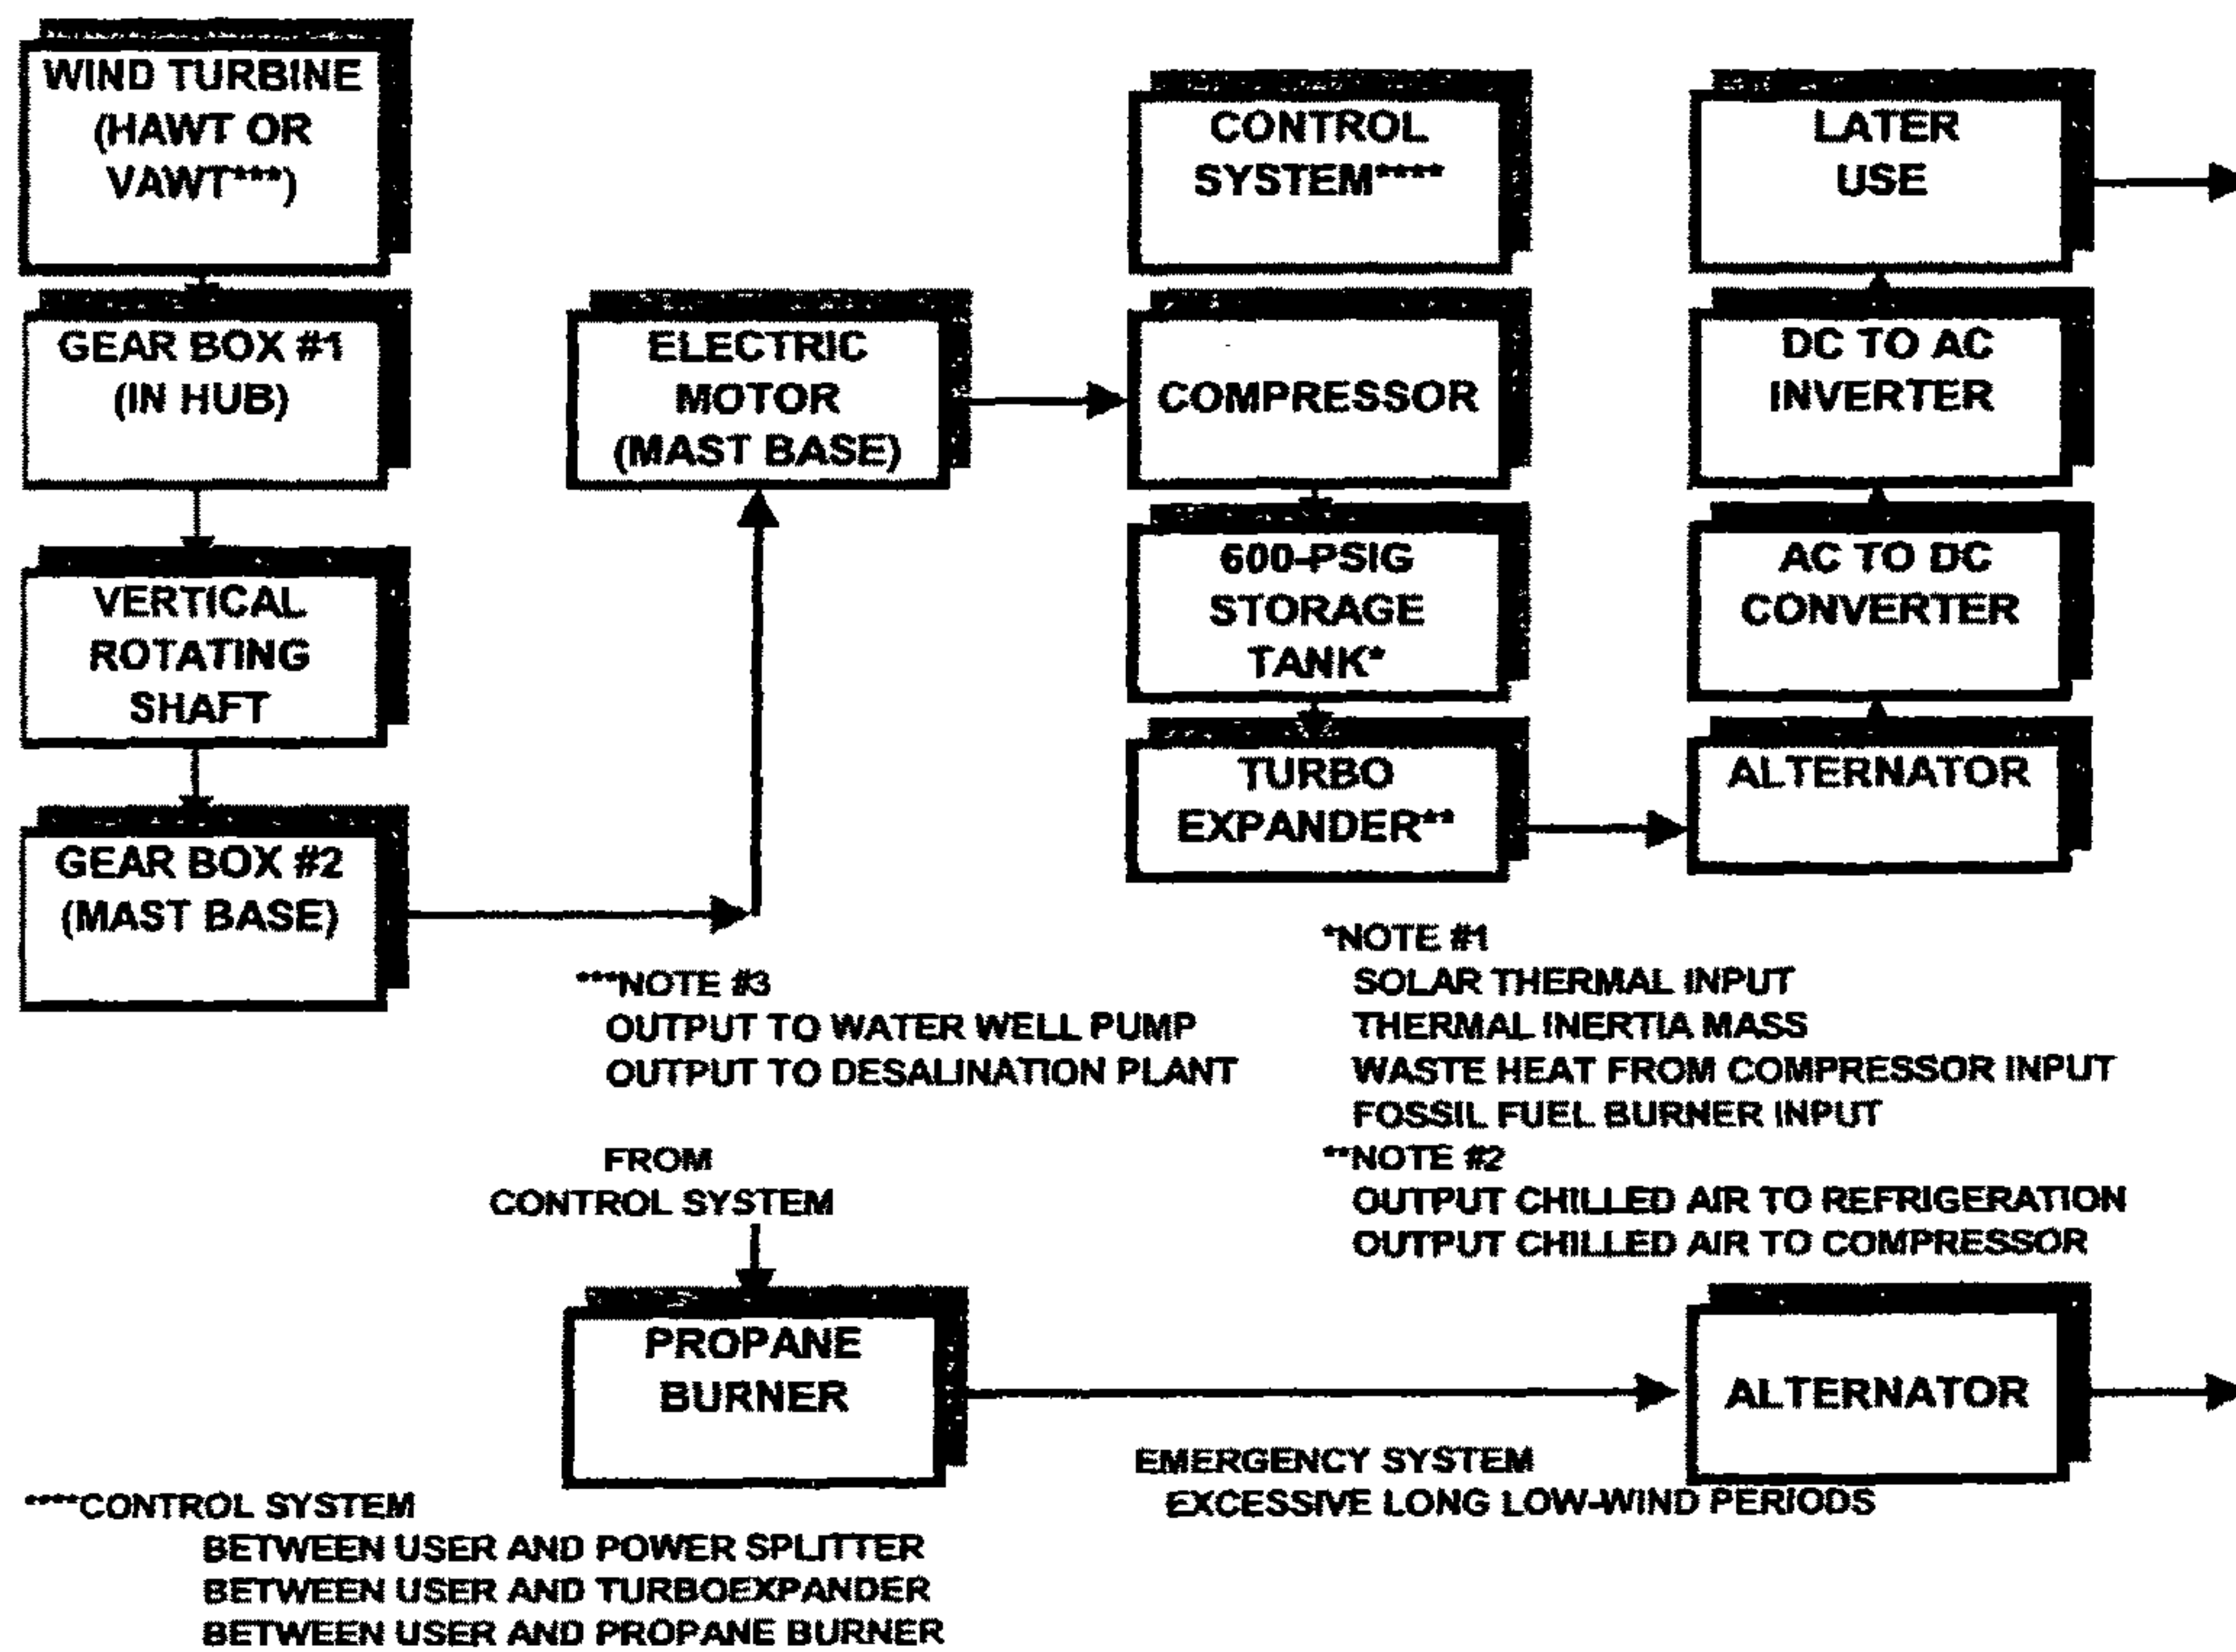 WIND TURBINE
(HAWT OR
VAWT***)
GEAR BOX #1
(IN HUB)
VERTICAL
ROTATING
SHAFT
GEAR BOX #2
(MAST BASE)
ELECTRIC
MOTOR
(MAST BASE)
CONTROL
SYSTEM****
COMPRESSOR
600-PSIG
STORAGE
TANK*
TURBO
EXPANDER**
LATER
USE
DC TO AC
INVERTER
AC TO DC
CONVERTER
ALTERNATOR
***NOTE #3
OUTPUT TO WATER WELL PUMP
OUTPUT TO DESALINATION PLANT
*NOTE #1
SOLAR THERMAL INPUT
THERMAL INERTIA MASS
WASTE HEAT FROM COMPRESSOR INPUT
FOSSIL FUEL BURNER INPUT
**NOTE #2
OUTPUT CHILLED AIR TO REFRIGERATION
OUTPUT CHILLED AIR TO COMPRESSOR
FROM
CONTROL SYSTEM
PROPANE
BURNER
ALTERNATOR
EMERGENCY SYSTEM
EXCESSIVE LONG LOW-WIND PERIODS
****CONTROL SYSTEM
BETWEEN USER AND POWER SPLITTER
BETWEEN USER AND TURBOEXPANDER
BETWEEN USER AND PROPANE BURNER